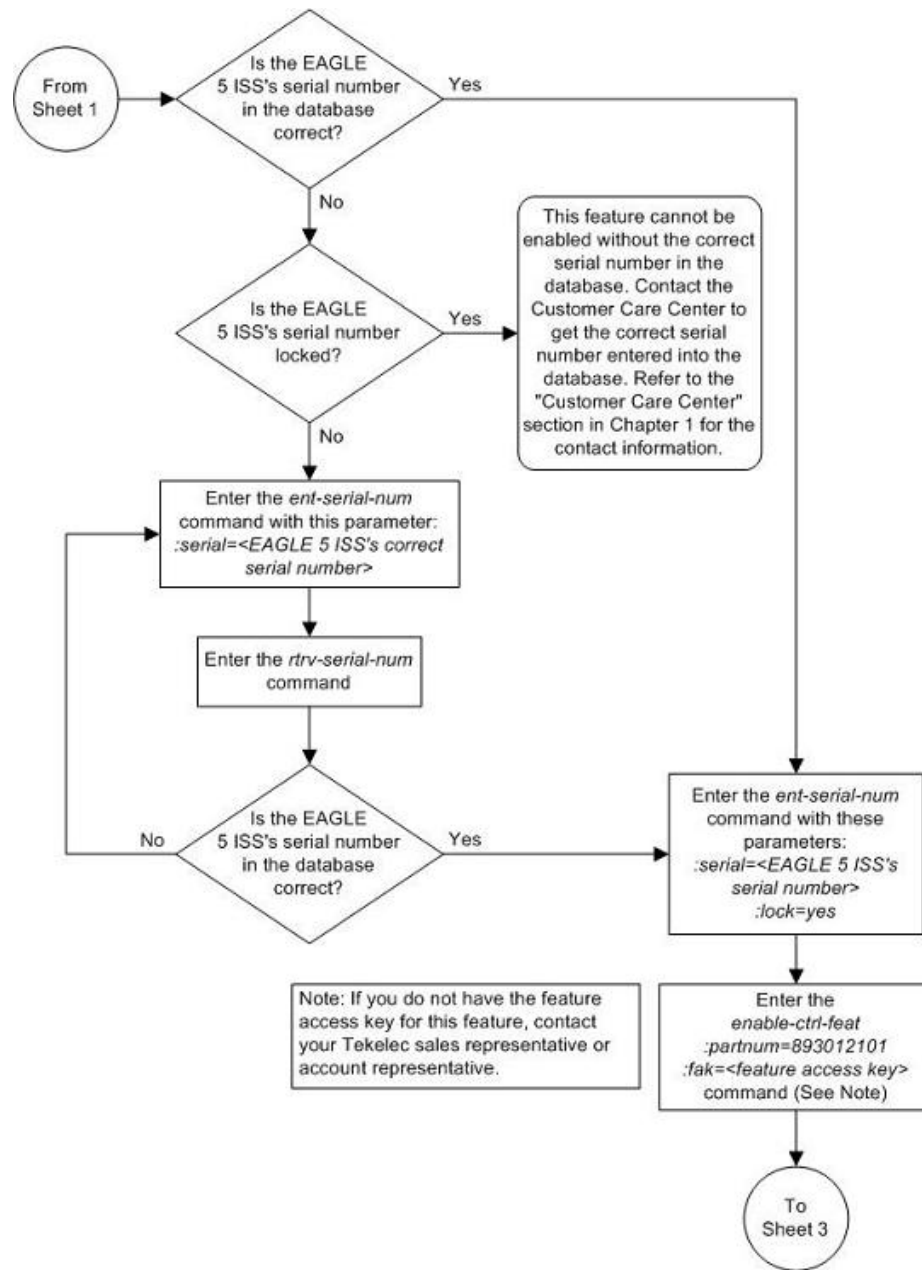 From
Sheet 1
Is the EAGLE
5 ISS's serial number
in the database
correct?
Yes
No
Is the EAGLE
5 ISS's serial number
locked?
Yes
This feature cannot be
enabled without the correct
serial number in the
database. Contact the
Customer Care Center to
get the correct serial
number entered into the
database. Refer to the
"Customer Care Center"
section in Chapter 1 for the
contact information.
No
Enter the ent-serial-num
command with this parameter:
:serial=<EAGLE 5 ISS's correct
serial number>
Enter the rtrv-serial-num
command
Is the EAGLE
5 ISS's serial number
in the database
correct?
No
Yes
Enter the ent-serial-num
command with these
parameters:
:serial=<EAGLE 5 ISS's
serial number>
:lock=yes
Note: If you do not have the feature
access key for this feature, contact
your Tekelec sales representative or
account representative.
Enter the
enable-ctrl-feat
:partnum=893012101
:fak=<feature access key>
command (See Note)
To
Sheet 3